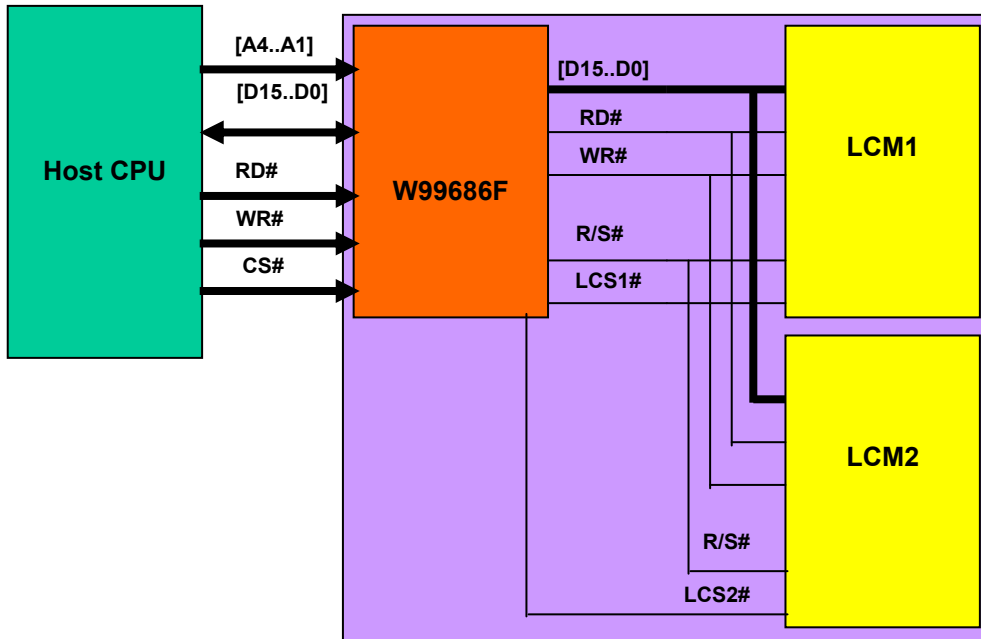 [A4..A1]
[D15..D0]
Host CPU
RD#
WR#
CS#
W99686F
[D15..D0]
RD#
WR#
R/S#
LCS1#
LCM1
LCM2
R/S#
LCS2#